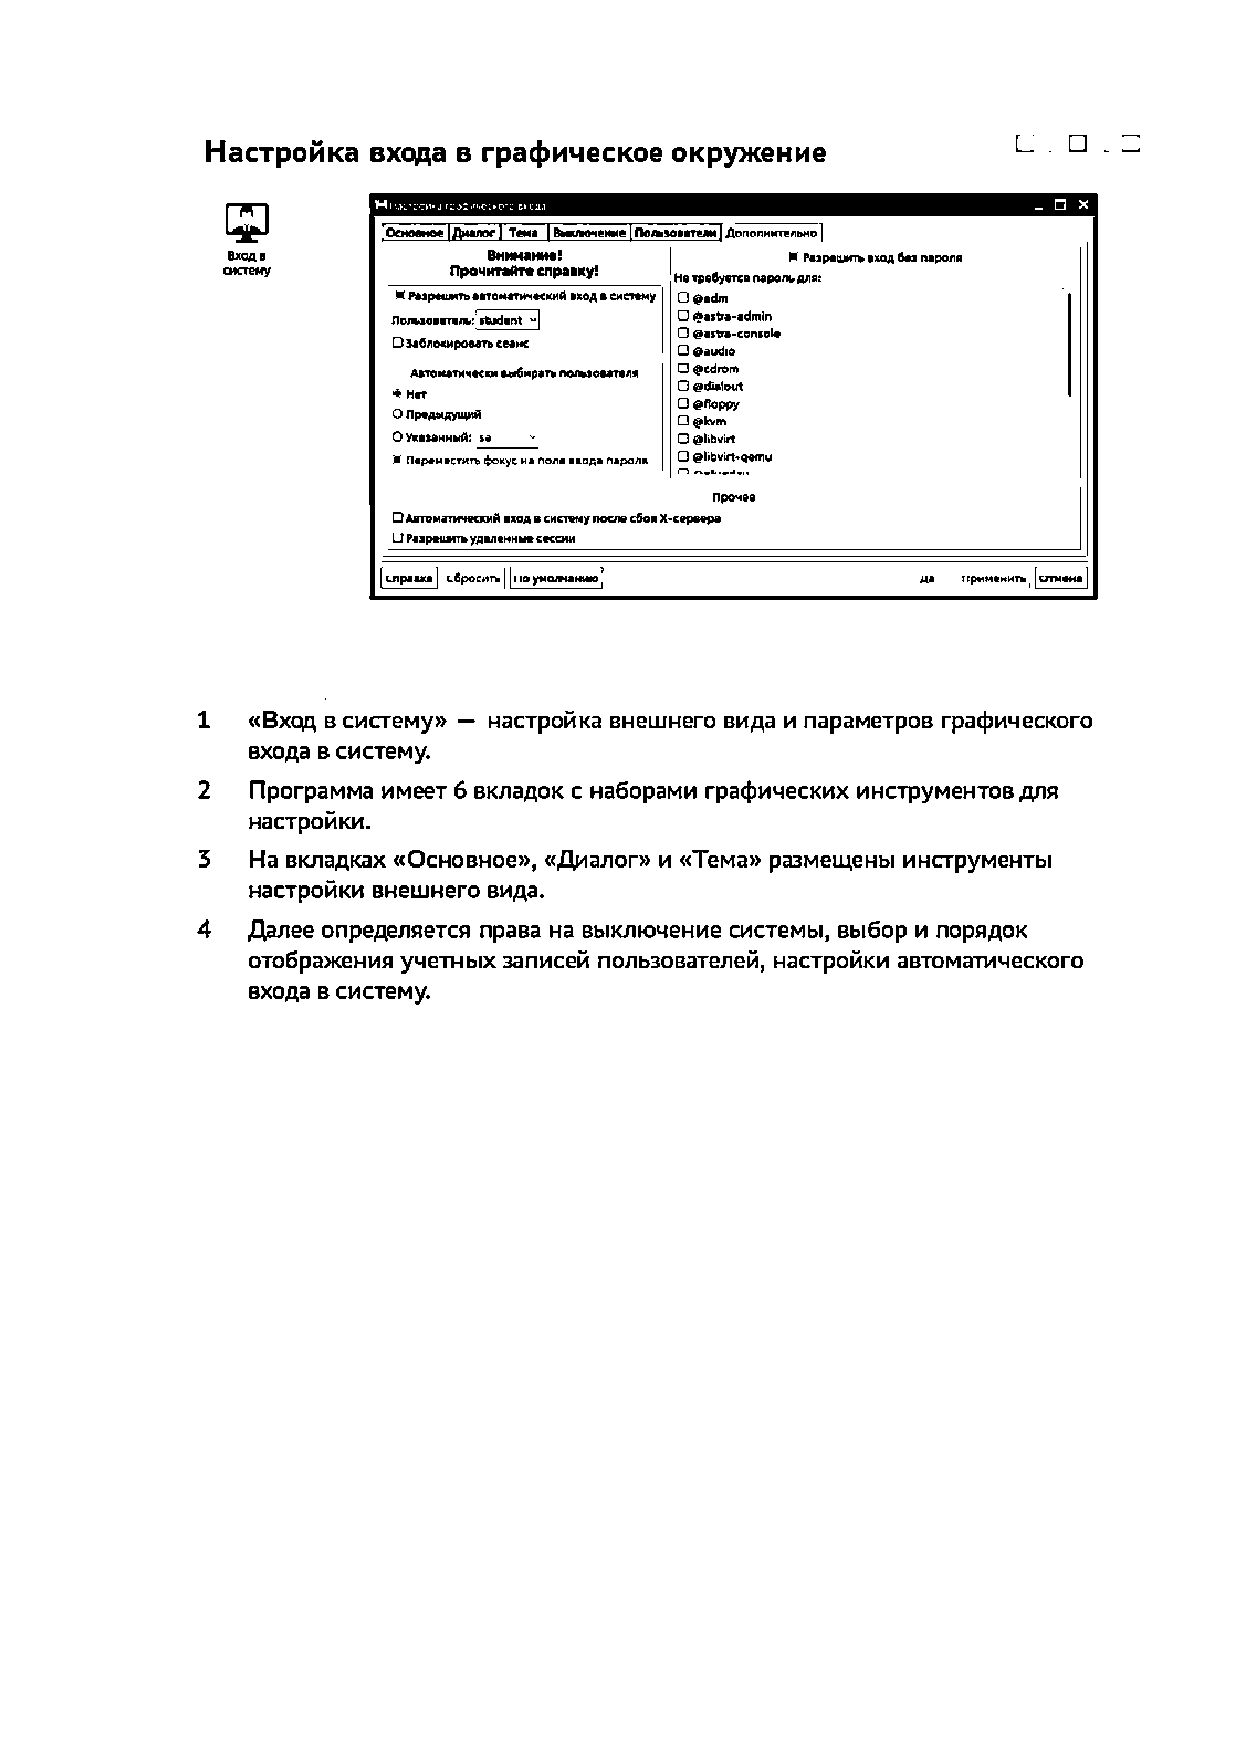 Настройка входа в графическое окружение
Вход в
систему
Основное Диалог Тема Выключение Пользователи Дополнительно
Внимание!
Прочитайте справку!
Разрешить автоматический вход в систему
Пользователь: student
Заблокировать сеанс
Автоматически выбирать пользователя
Нет
Предыдущий
Указанный: sa
Переместить фокус на поле ввода пароля
Разрешить вход без пароля
Не требуется пароль для:
@adm
@astra-admin
@astra-console
@audio
@cdrom
@dialout
@floppy
@kvm
@libvirt
@libvirt-qemu
Прочее
Автоматический вход в систему после сбоя X-сервера
Разрешить удаленные сессии
Справка Сбросить По умолчанию Да Применить Отмена
1 «Вход в систему» — настройка внешнего вида и параметров графического
входа в систему.
2 Программа имеет 6 вкладок с наборами графических инструментов для
настройки.
3 На вкладках «Основное», «Диалог» и «Тема» размещены инструменты
настройки внешнего вида.
4 Далее определяется права на выключение системы, выбор и порядок
отображения учетных записей пользователей, настройки автоматического
входа в систему.